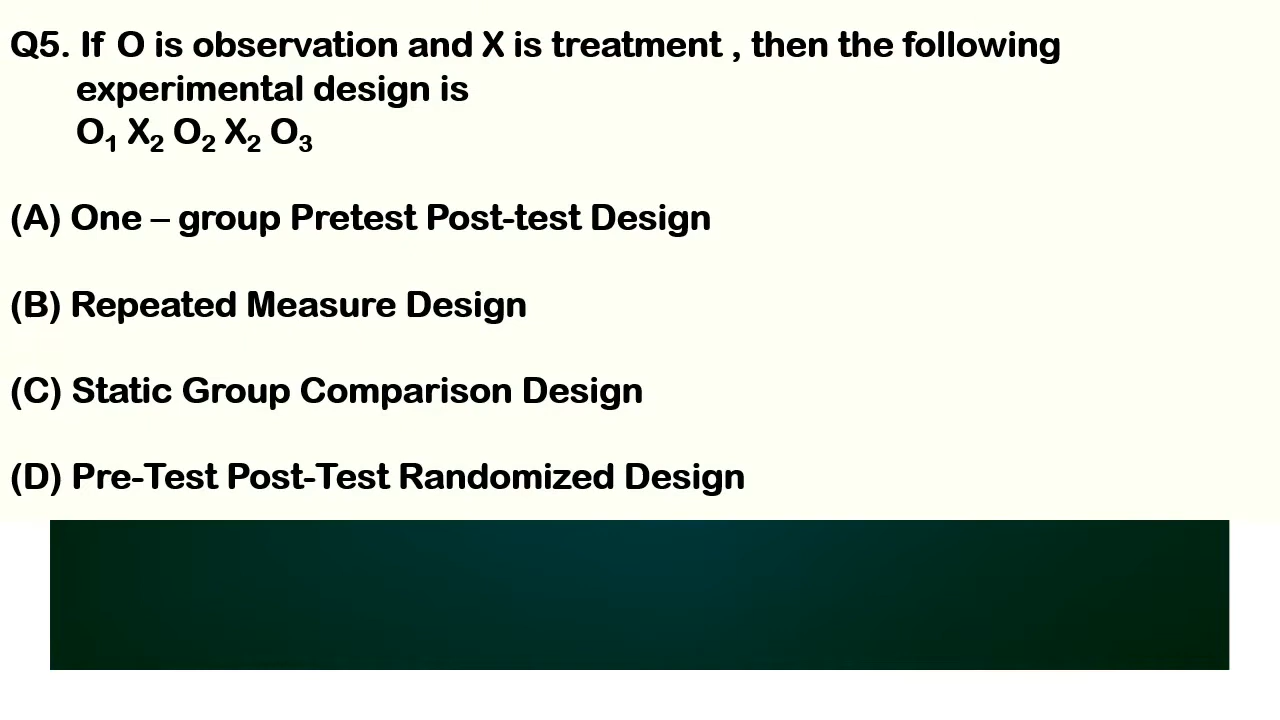 Q5. If O is observation and X is treatment , then the following
experimental design is
O₁ X₂ O₂ X₂ O₃
(A) One – group Pretest Post-test Design
(B) Repeated Measure Design
(C) Static Group Comparison Design
(D) Pre-Test Post-Test Randomized Design